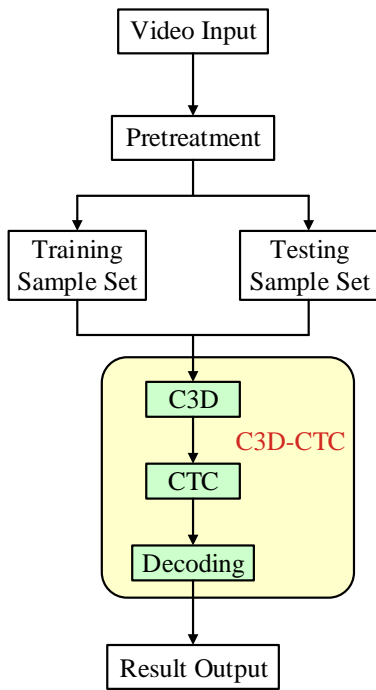 Video Input
Pretreatment
Training
Sample Set
Testing
Sample Set
C3D
C3D-CTC
CTC
Decoding
Result Output